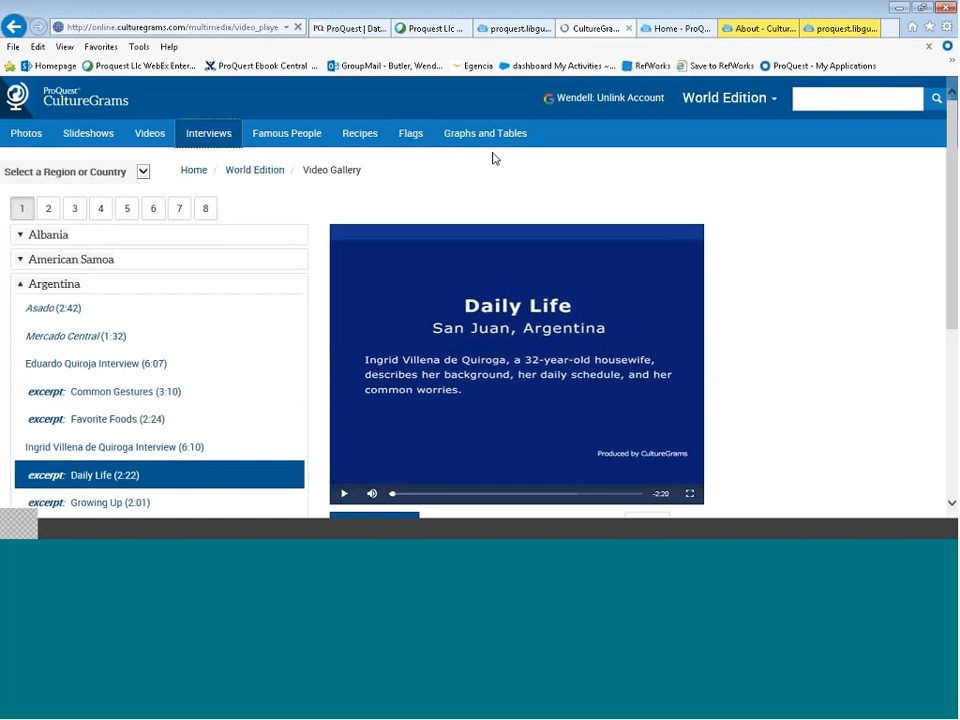 http://online.culturegrams.com/multimedia/video_playe
ProQuest | Dat...
Proquest Llc ...
proquest.libgu...
CultureGra...
Home - ProQ...
About - Cultur...
proquest.libgu...
File Edit View Favorites Tools Help
Homepage
Proquest Llc WebEx Enter...
ProQuest Ebook Central ...
GroupMail - Butler, Wend...
Egencia
dashboard My Activities ~...
RefWorks
Save to RefWorks
ProQuest - My Applications
ProQuest®
CultureGrams
Wendell: Unlink Account
World Edition
Photos Slideshows Videos Interviews Famous People Recipes Flags Graphs and Tables
Select a Region or Country
Home / World Edition / Video Gallery
1 2 3 4 5 6 7 8
Albania
American Samoa
Argentina
Asado (2:42)
Mercado Central (1:32)
Eduardo Quiroja Interview (6:07)
excerpt: Common Gestures (3:10)
excerpt: Favorite Foods (2:24)
Ingrid Villena de Quiroga Interview (6:10)
excerpt: Daily Life (2:22)
excerpt: Growing Up (2:01)
Daily Life
San Juan, Argentina
Ingrid Villena de Quiroga, a 32-year-old housewife,
describes her background, her daily schedule, and her
common worries.
Produced by CultureGrams
-2:20